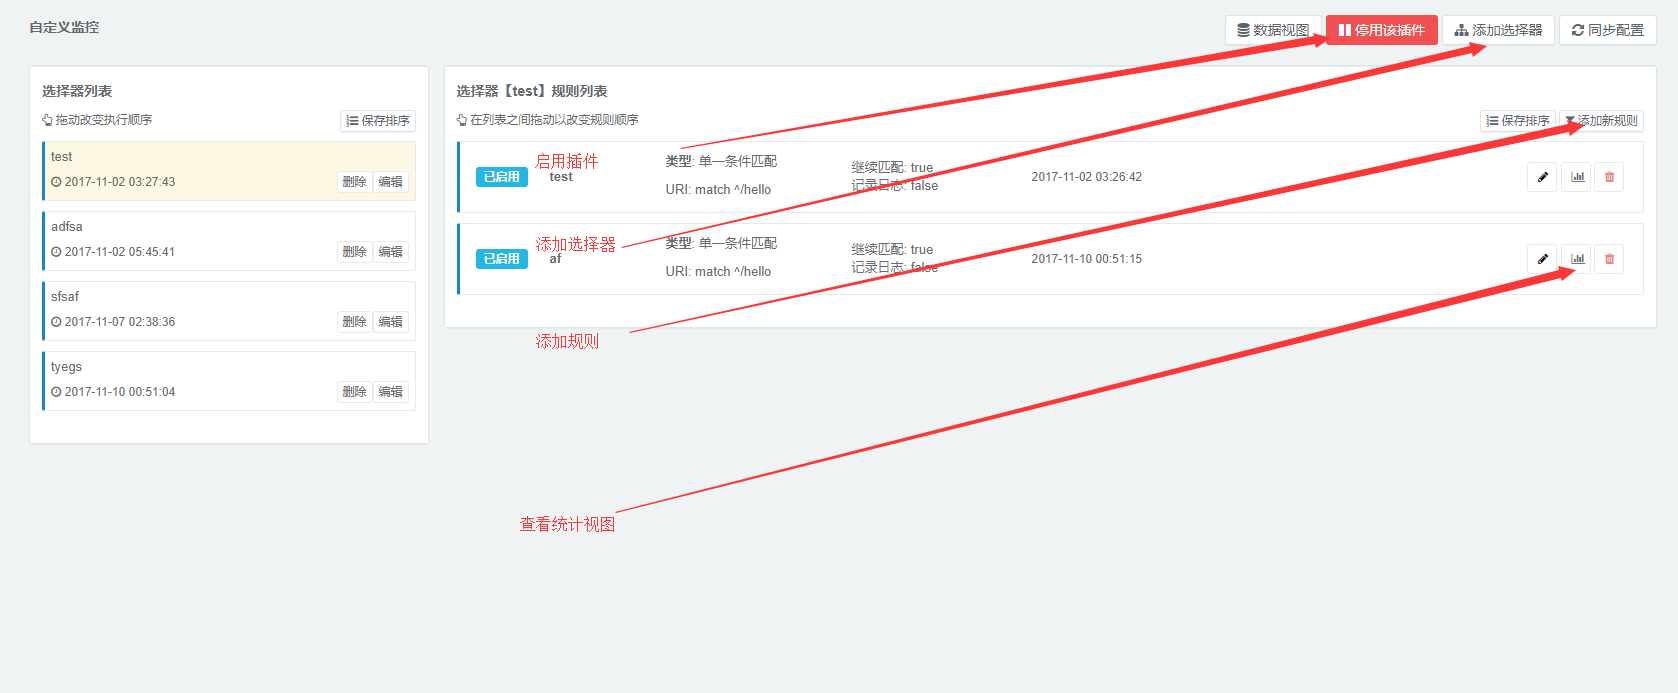 自定义监控
数据视图
停用该插件
添加选择器
同步配置
选择器列表
拖动改变执行顺序
保存排序
test
2017-11-02 03:27:43
删除
编辑
adfsa
2017-11-02 05:45:41
删除
编辑
sfsaf
2017-11-07 02:38:36
删除
编辑
tyegs
2017-11-10 00:51:04
删除
编辑
选择器【test】规则列表
在列表之间拖动以改变规则顺序
保存排序
添加新规则
已启用
启用插件
test
类型: 单一条件匹配
URI: match ^/hello
继续匹配: true
记录日志: false
2017-11-02 03:26:42
已启用
添加选择器
af
类型: 单一条件匹配
URI: match ^/hello
继续匹配: true
记录日志: false
2017-11-10 00:51:15
添加规则
查看统计视图